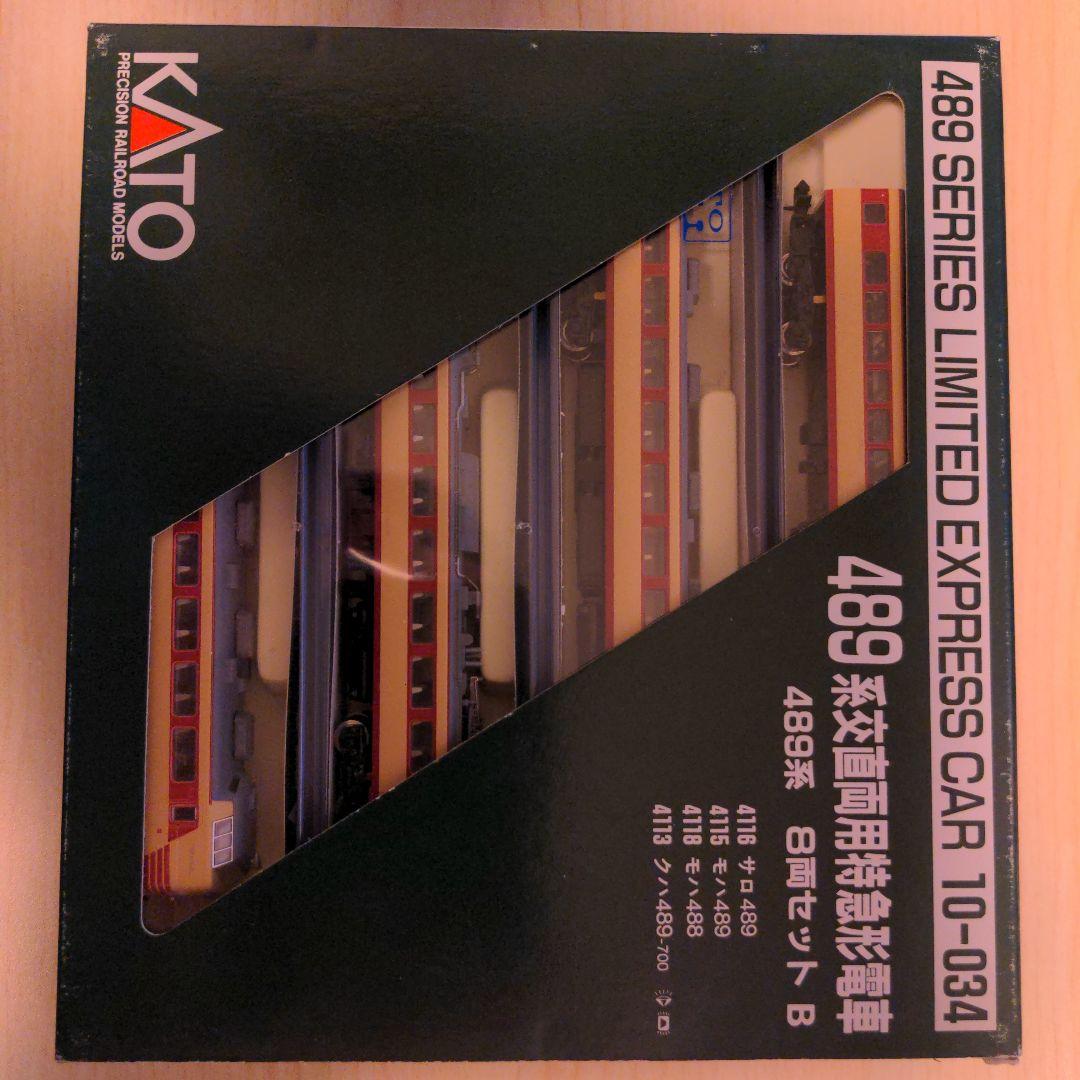 489 SERIES LIMITED EXPRESS CAR 10-034
489系交直両用特急形電車
489系 8両セット B
4116 サロ489
4115 モハ489
4118 モハ488
4113 クハ489-700
KATO
PRECISION RAILROAD MODELS